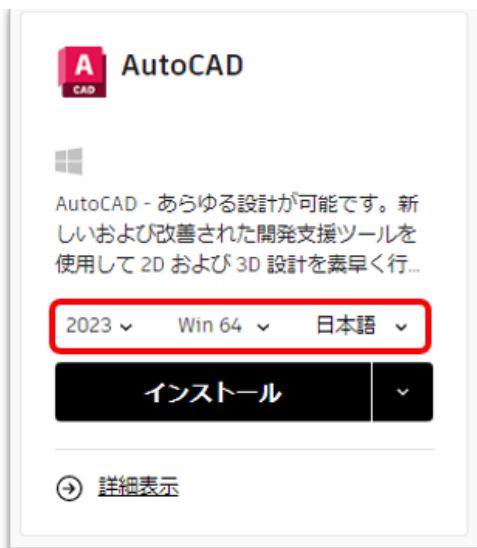 A
CAD
AutoCAD
AutoCAD - あらゆる設計が可能です。新
しいおよび改善された開発支援ツールを
使用して 2D および 3D 設計を素早く行...
2023 Win 64 日本語
インストール
詳細表示